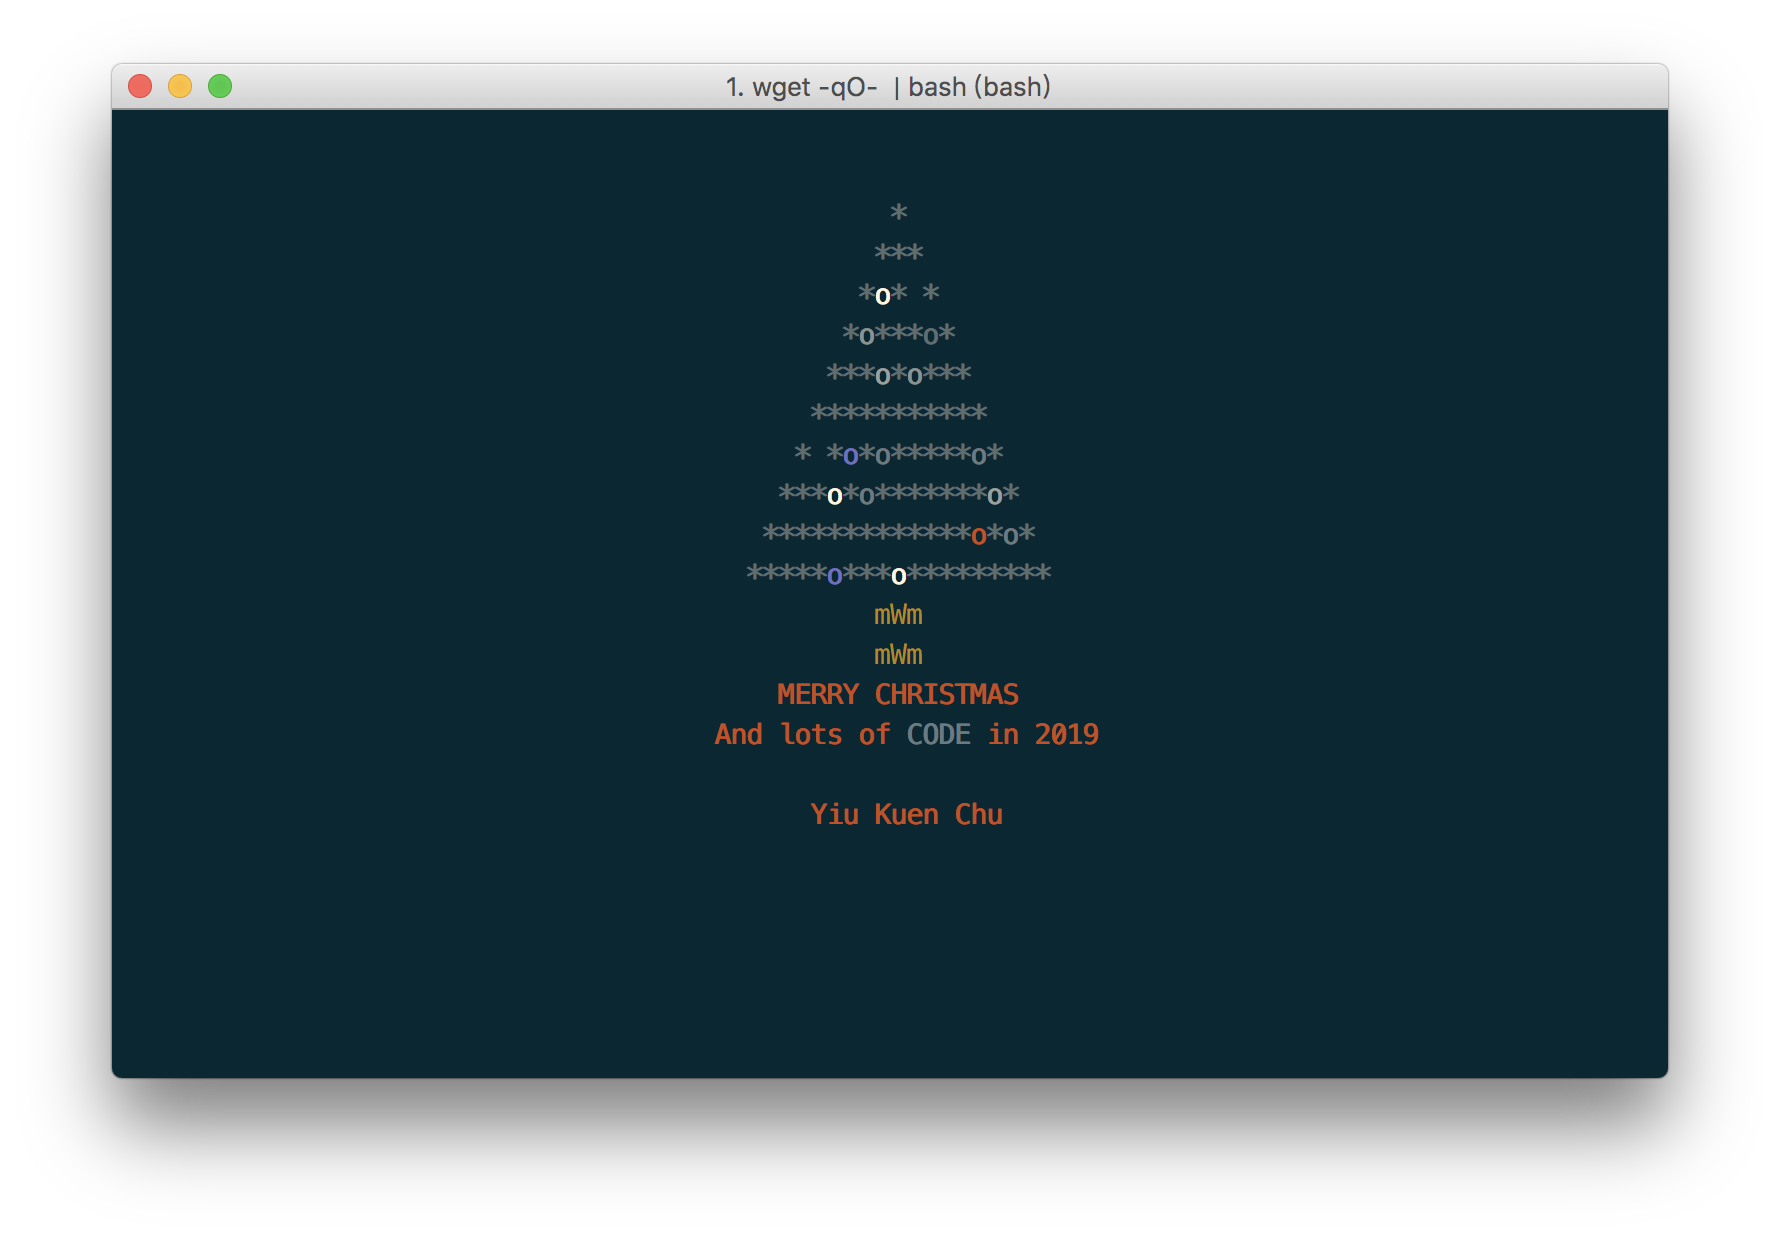 1. wget -qO-  | bash (bash)
*
***
*o* *
*o***o*
***o*o***
***********
* *o*o*****o*
***o*o*******o*
*************o*o*
*****o***o*********
mWm
mWm
MERRY CHRISTMAS
And lots of CODE in 2019
Yiu Kuen Chu